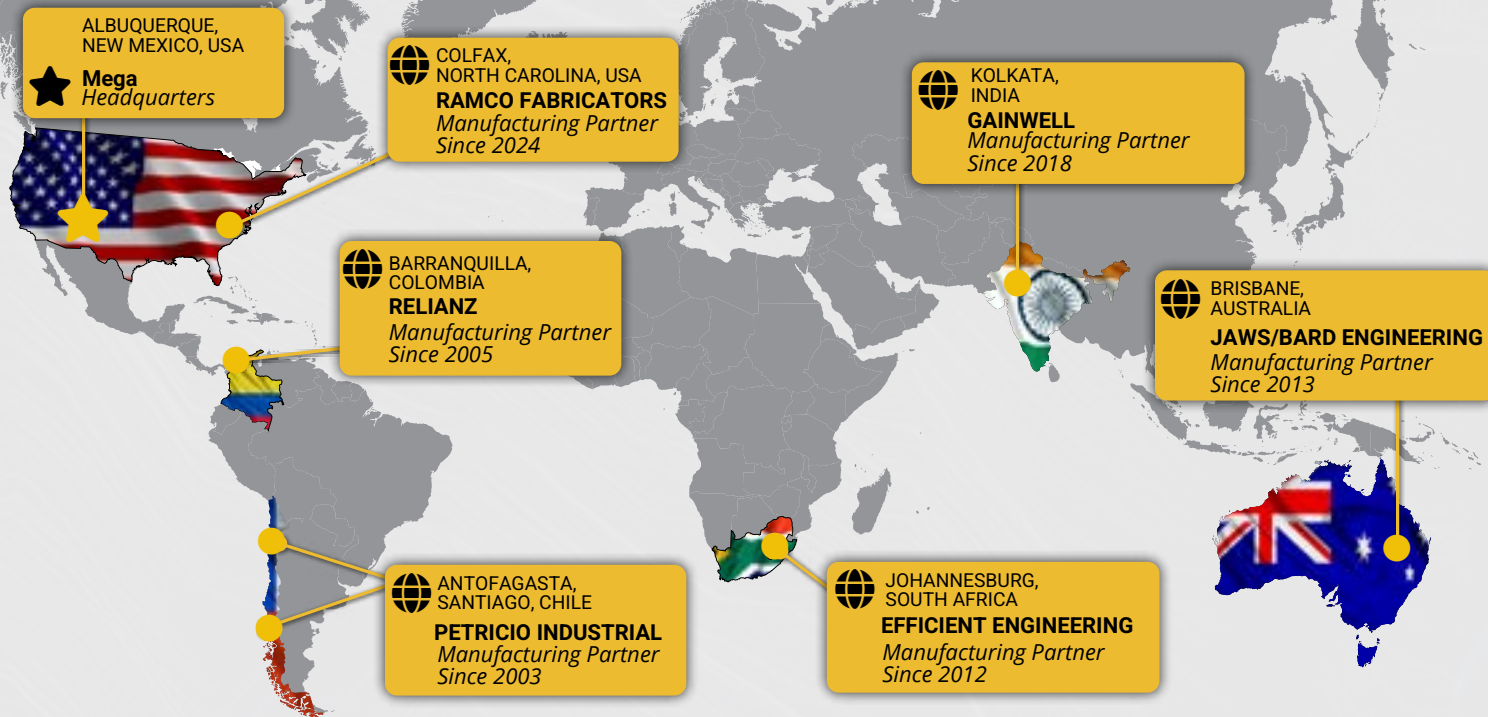 ALBUQUERQUE,
NEW MEXICO, USA
Mega
Headquarters
COLFAX,
NORTH CAROLINA, USA
RAMCO FABRICATORS
Manufacturing Partner
Since 2024
KOLKATA,
INDIA
GAINWELL
Manufacturing Partner
Since 2018
BARRANQUILLA,
COLOMBIA
RELIANZ
Manufacturing Partner
Since 2005
BRISBANE,
AUSTRALIA
JAWS/BARD ENGINEERING
Manufacturing Partner
Since 2013
ANTOFAGASTA,
SANTIAGO, CHILE
PETRICIO INDUSTRIAL
Manufacturing Partner
Since 2003
JOHANNESBURG,
SOUTH AFRICA
EFFICIENT ENGINEERING
Manufacturing Partner
Since 2012